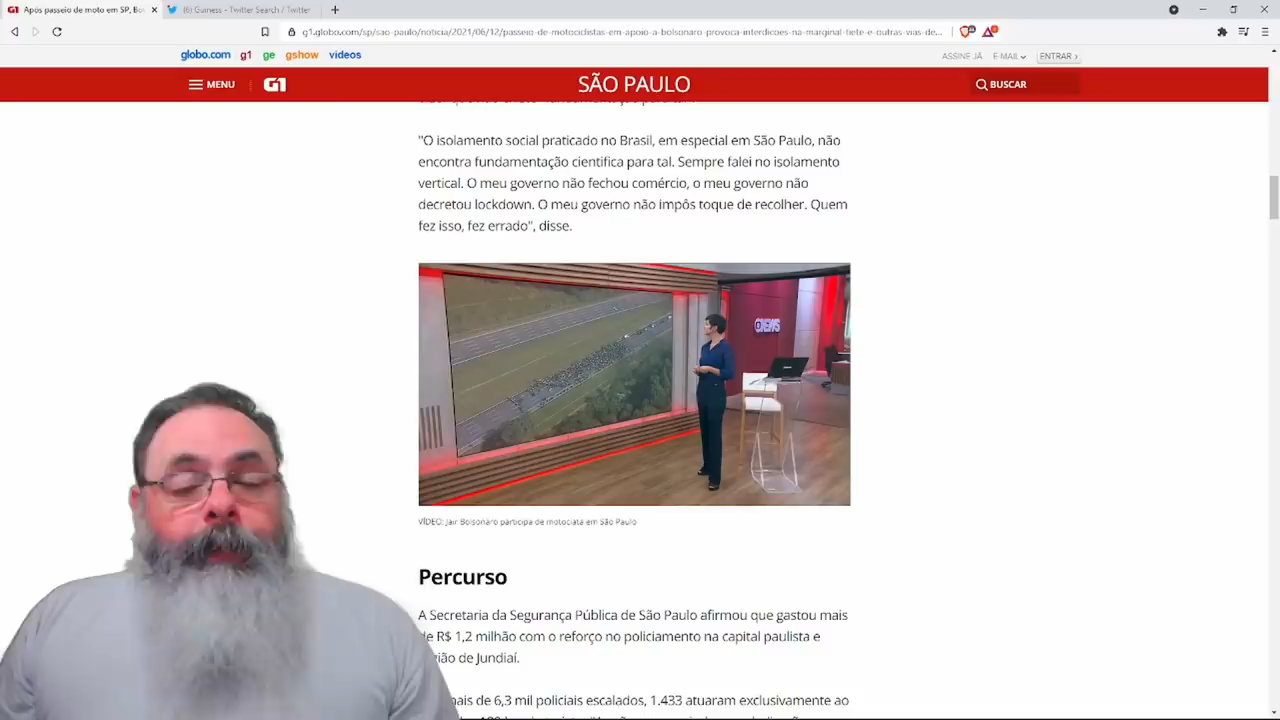 G1 Após passeio de moto em SP, Bo
(6) Guiness - Twitter Search / Twitter
g1.globo.com/sp/sao-paulo/noticia/2021/06/12/passeio-de-motociclistas-em-apoio-a-bolsonaro-provoca-interdicoes-na-marginal-tiete-e-outras-vias-de...
globo.com g1 ge gshow videos
ASSINE JÁ E-MAIL ENTRAR ›
MENU G1 SÃO PAULO BUSCAR
"O isolamento social praticado no Brasil, em especial em São Paulo, não
encontra fundamentação científica para tal. Sempre falei no isolamento
vertical. O meu governo não fechou comércio, o meu governo não
decretou lockdown. O meu governo não impôs toque de recolher. Quem
fez isso, fez errado", disse.
NEWS
VÍDEO: Jair Bolsonaro participa de motociata em São Paulo
Percurso
A Secretaria da Segurança Pública de São Paulo afirmou que gastou mais
de R$ 1,2 milhão com o reforço no policiamento na capital paulista e
gião de Jundiaí.
ais de 6,3 mil policiais escalados, 1.433 atuaram exclusivamente ao